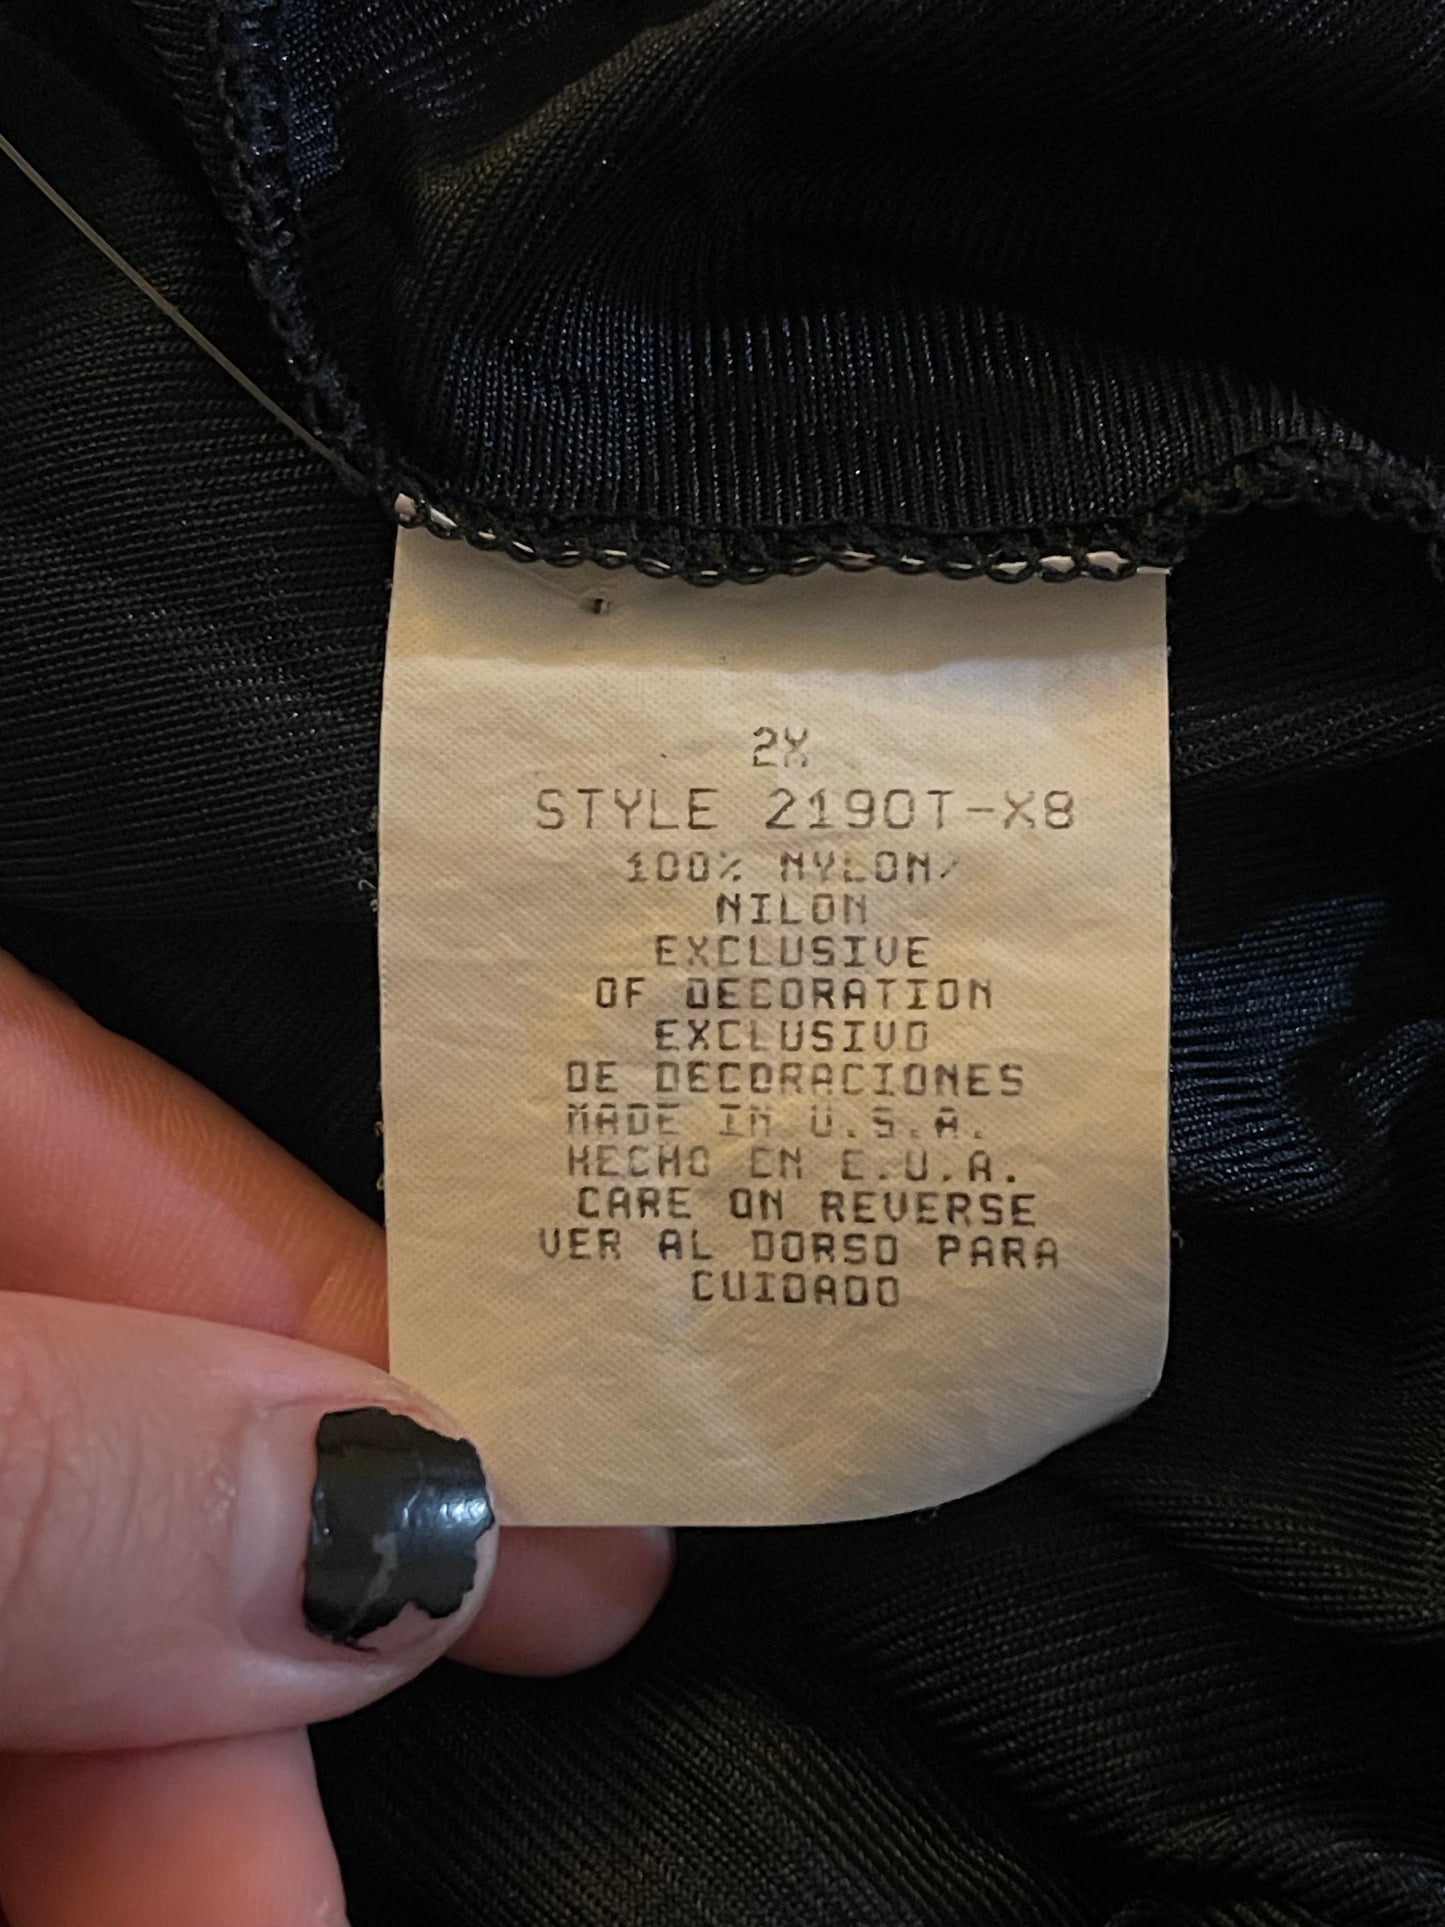 2X
STYLE 2190T-X8
100% NYLON/
NILON
EXCLUSIVE
OF DECORATION
EXCLUSIVO
DE DECORACIONES
MADE IN U.S.A.
HECHO EN E.U.A.
CARE ON REVERSE
VER AL DORSO PARA
CUIDADO